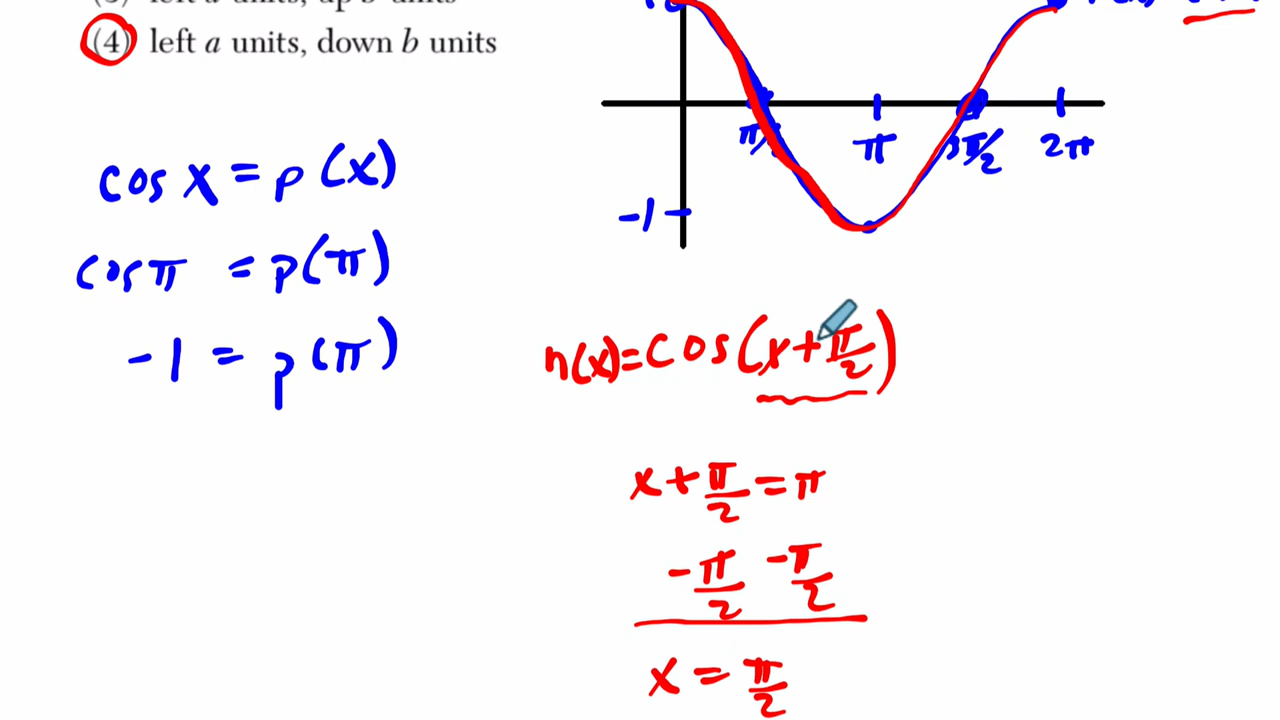 (4) left a units, down b units
π/2 π 3π/2 2π
-1
cos x = p(x)
cos π = p(π)
-1 = p(π)
n(x) = cos(x + π/2)
x + π/2 = π
- π/2 - π/2
x = π/2